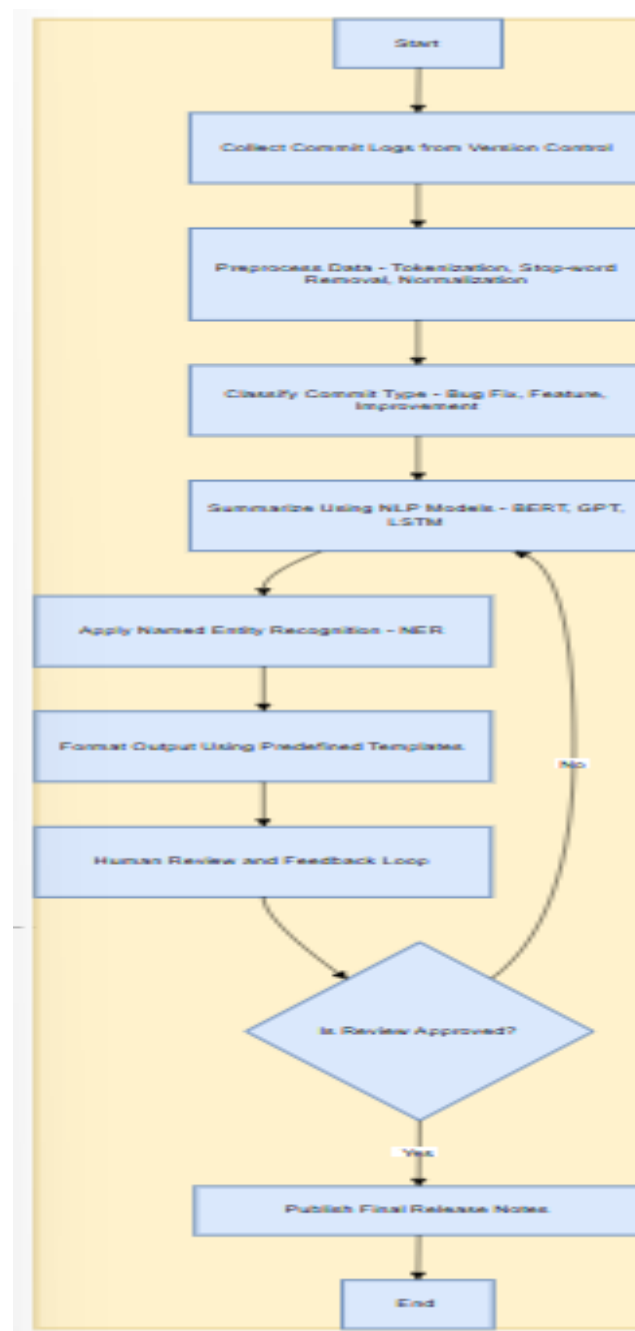 Start
Collect Commit Logs from Version Control
Preprocess Data - Tokenization, Stop-word
Removal, Normalization
Classify Commit Type - Bug Fix, Feature,
Improvement
Summarize Using NLP Models - BERT, GPT,
LSTM
Apply Named Entity Recognition - NER
Format Output Using Predefined Templates
No
Human Review and Feedback Loop
Is Review Approved?
Yes
Publish Final Release Notes
End